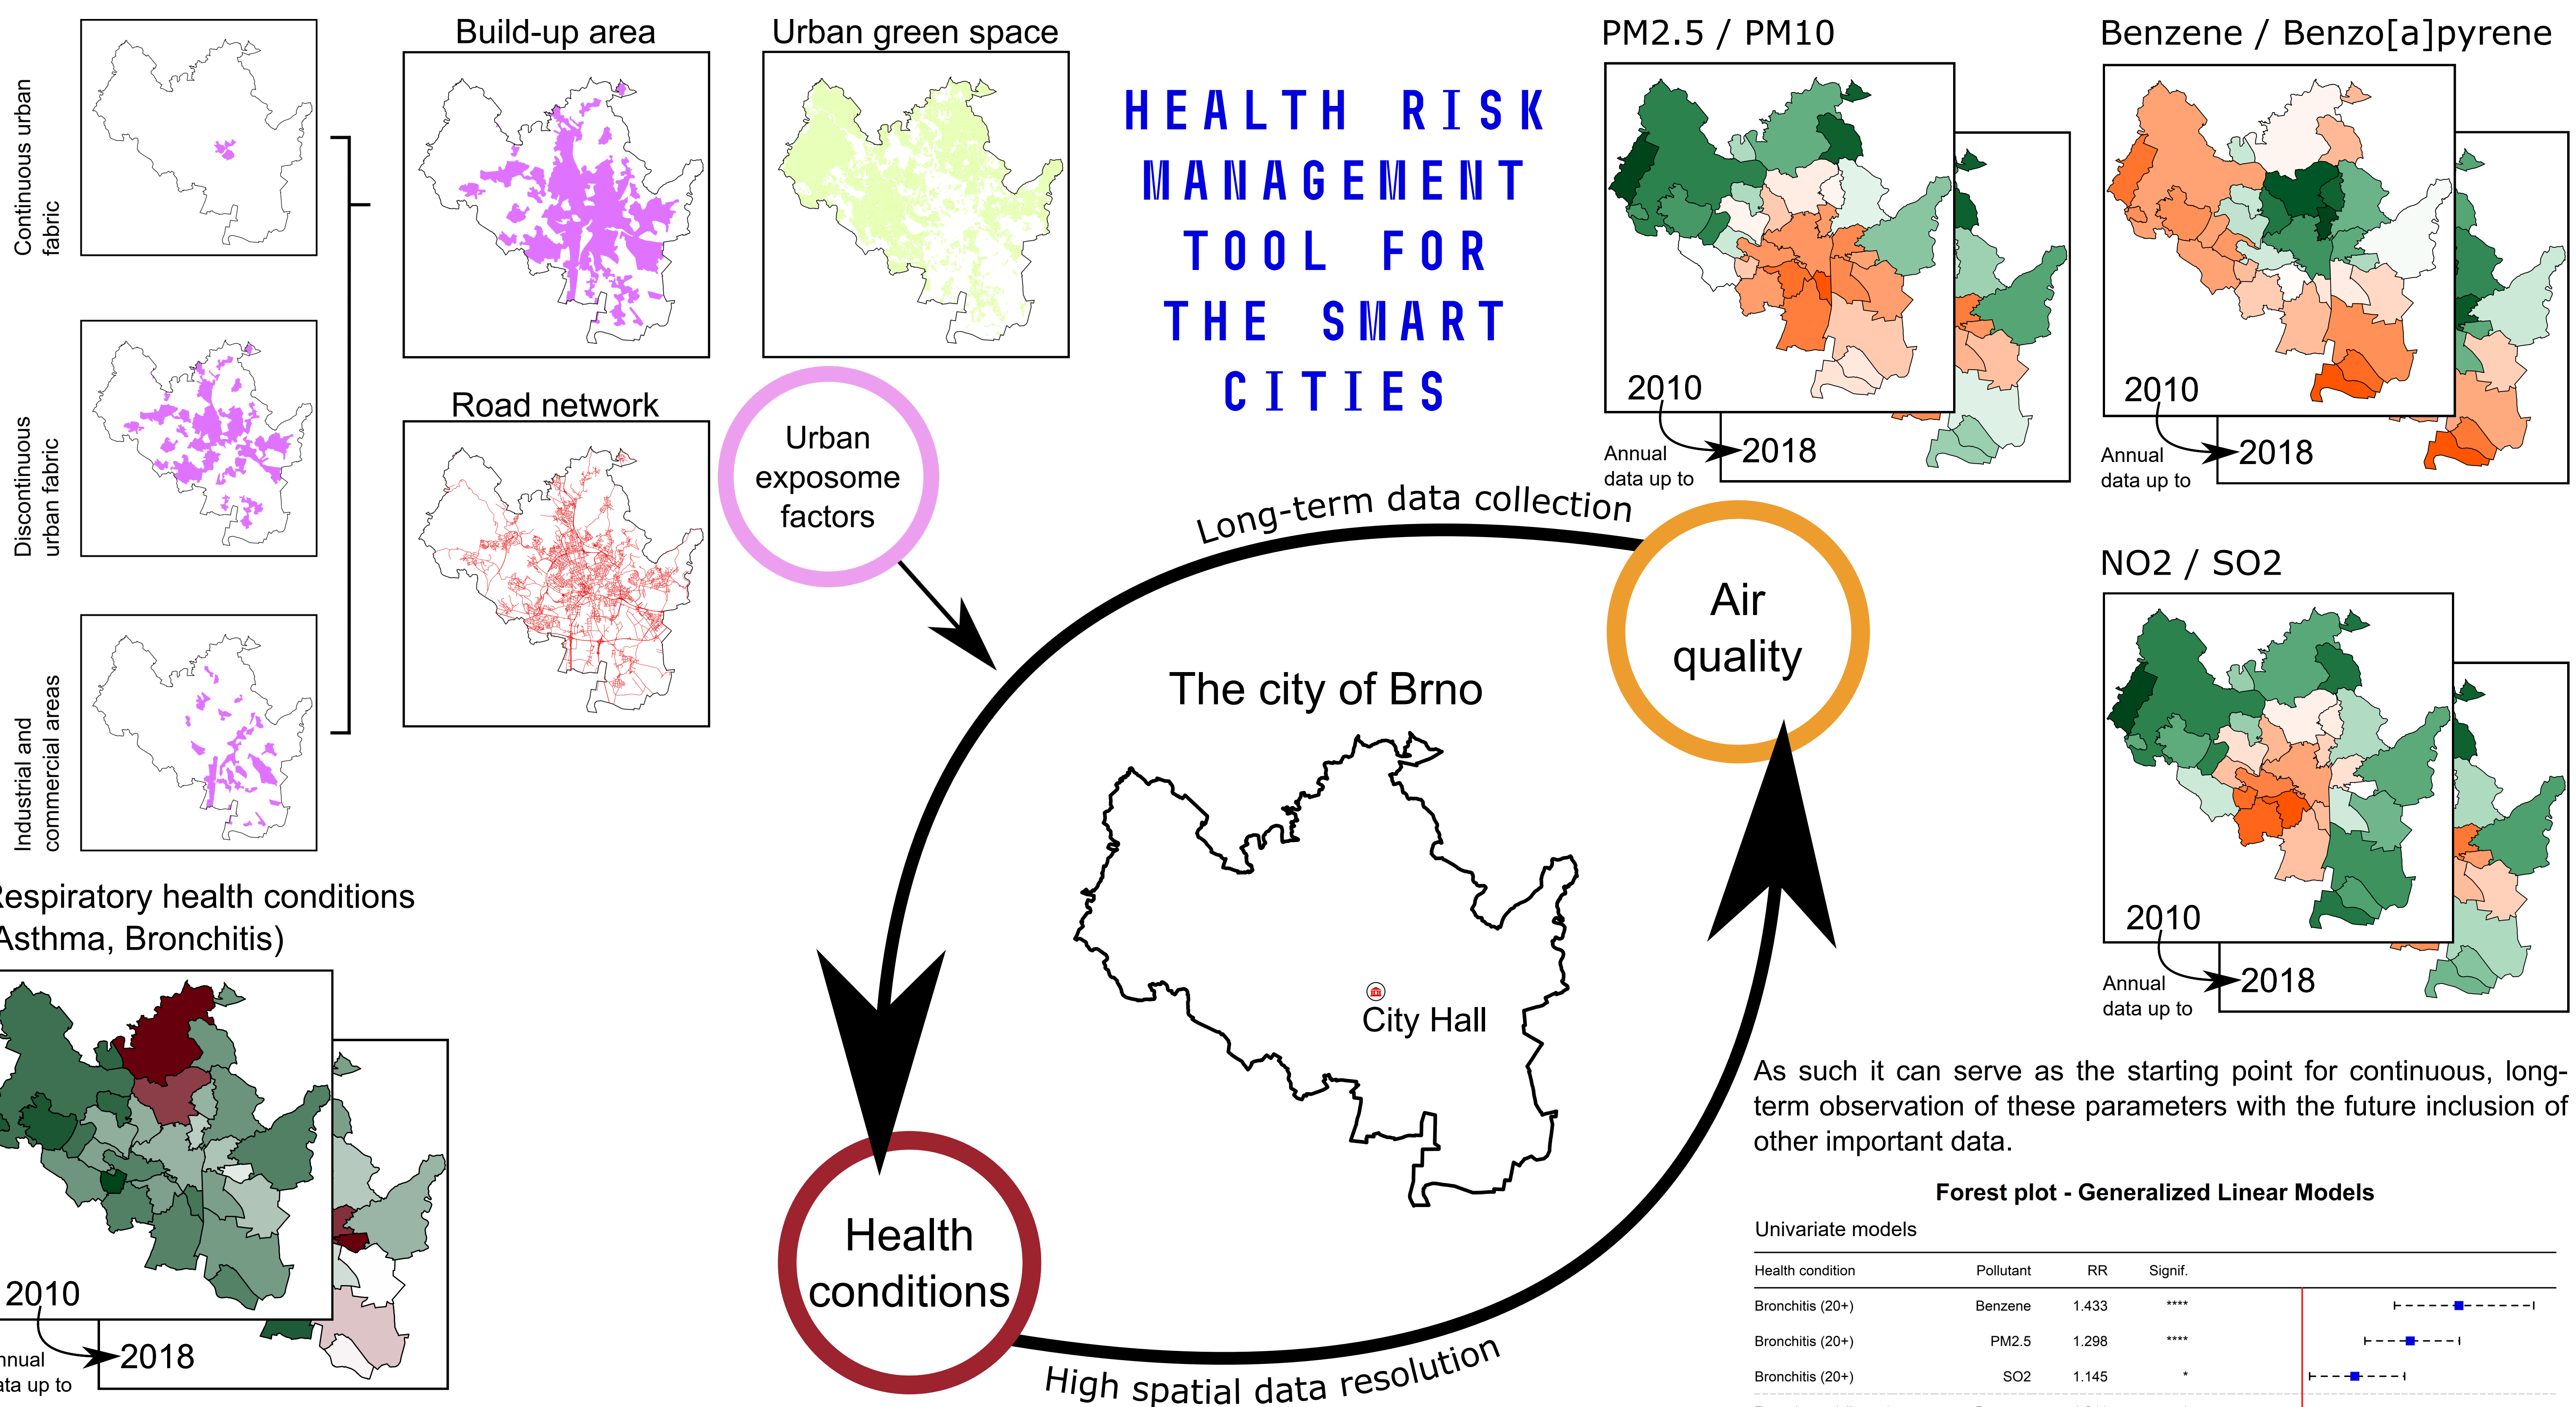 Continuous urban
fabric
Build-up area
Urban green space
Discontinuous
urban fabric
Road network
Industrial and
commercial areas
Urban
exposome
factors
HEALTH RISK
MANAGEMENT
TOOL FOR
THE SMART
CITIES
PM2.5 / PM10
2010
Annual
data up to
2018
Benzene / Benzo[a]pyrene
2010
Annual
data up to
2018
NO2 / SO2
2010
Annual
data up to
2018
Long-term data collection
Air
quality
The city of Brno
City Hall
Health
conditions
High spatial data resolution
Respiratory health conditions
(Asthma, Bronchitis)
2010
nnual
ata up to
2018
As such it can serve as the starting point for continuous, long-
term observation of these parameters with the future inclusion of
other important data.
Forest plot - Generalized Linear Models
Univariate models
Health condition Pollutant RR Signif.
Bronchitis (20+) Benzene 1.433 ****
Bronchitis (20+) PM2.5 1.298 ****
Bronchitis (20+) SO2 1.145 *